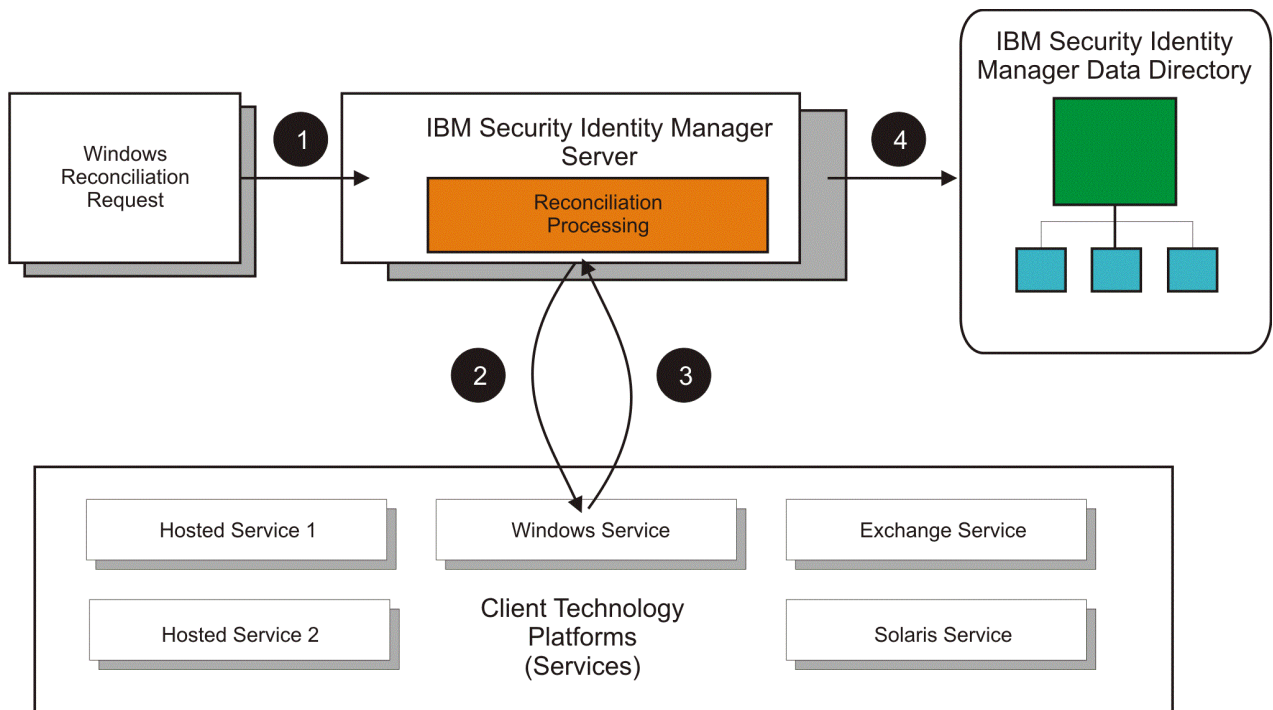 IBM Security Identity
Manager Data Directory
Windows
Reconciliation
Request
1
IBM Security Identity Manager
Server
Reconciliation
Processing
4
2
3
Hosted Service 1
Windows Service
Exchange Service
Hosted Service 2
Client Technology
Platforms
(Services)
Solaris Service